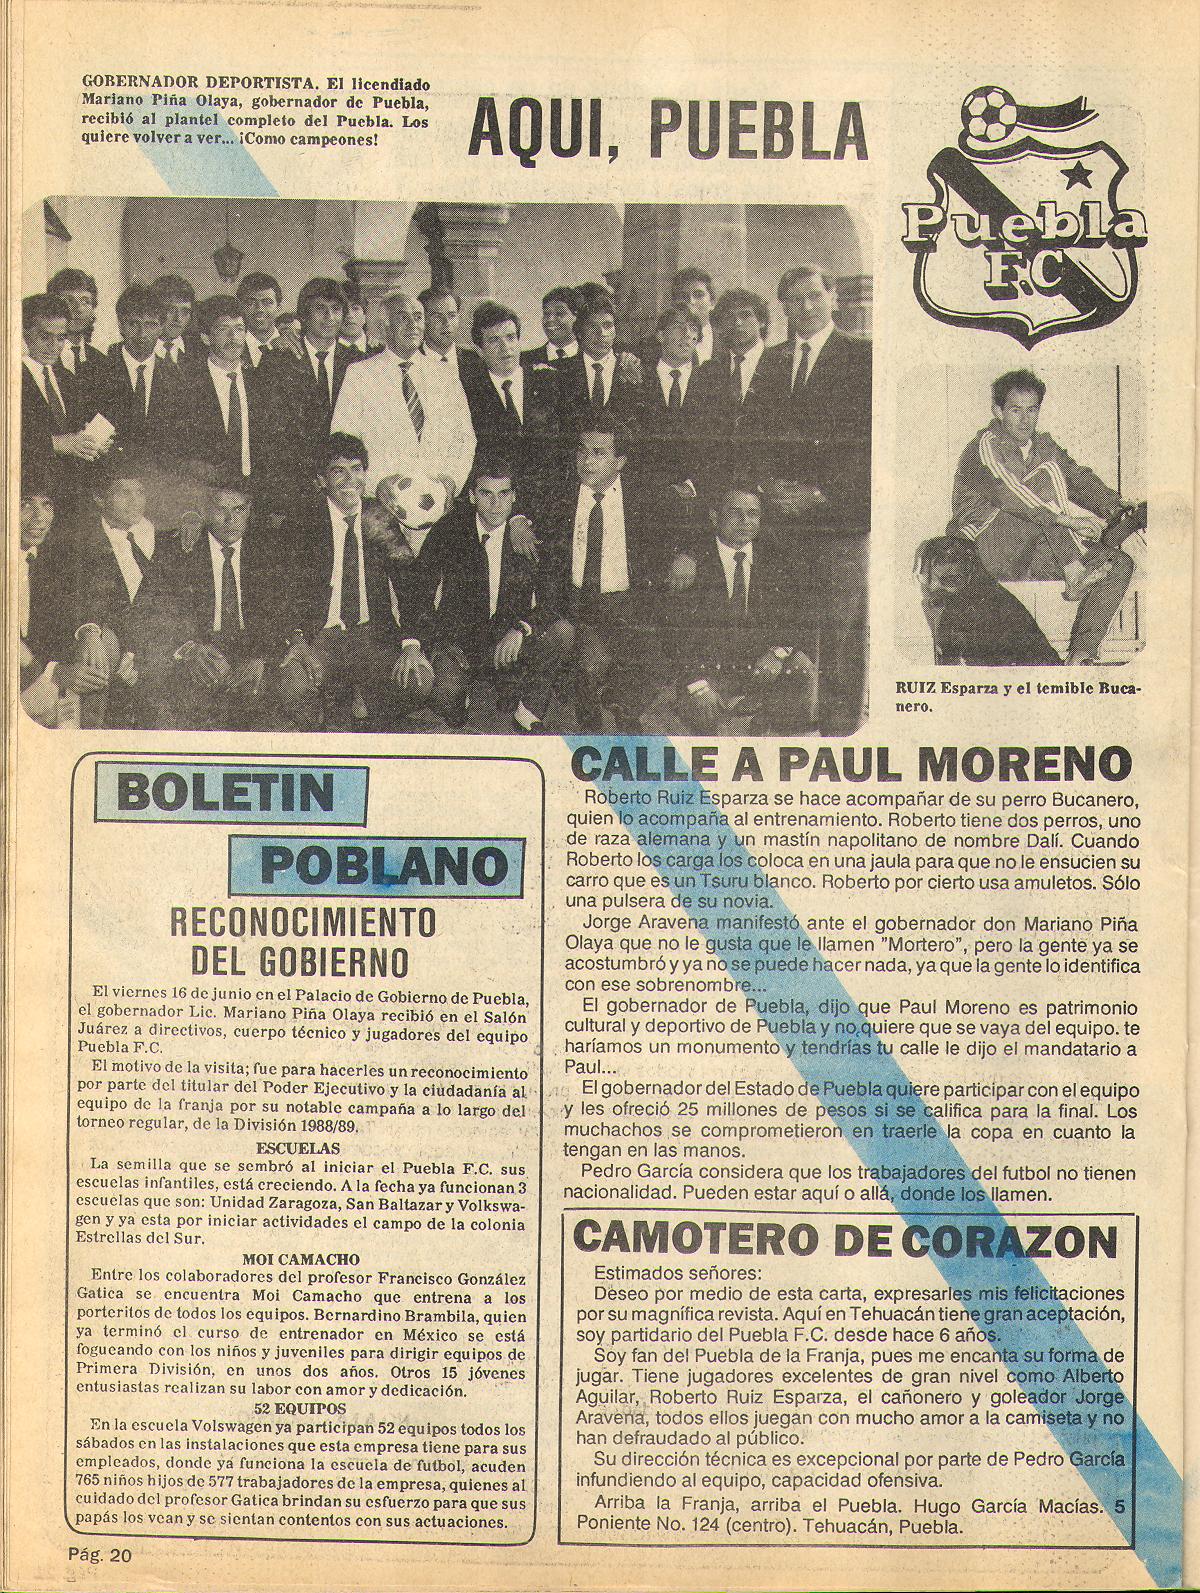 GOBERNADOR DEPORTISTA. El licendiado
Mariano Piña Olaya, gobernador de Puebla,
recibió al plantel completo del Puebla. Los
quiere volver a ver... ¡Como campeones!
AQUI, PUEBLA
Puebla
F.C
RUIZ Esparza y el temible Buca-
nero.
BOLETIN
POBLANO
RECONOCIMIENTO
DEL GOBIERNO
El viernes 16 de junio en el Palacio de Gobierno de Puebla,
el gobernador Lic. Mariano Piña Olaya recibió en el Salón
Juárez a directivos, cuerpo técnico y jugadores del equipo
Puebla F.C.
El motivo de la visita; fue para hacerles un reconocimiento
por parte del titular del Poder Ejecutivo y la ciudadanía al
equipo de la franja por su notable campaña a lo largo del
torneo regular, de la División 1988/89.
ESCUELAS
La semilla que se sembró al iniciar el Puebla F.C. sus
escuelas infantiles, está creciendo. A la fecha ya funcionan 3
escuelas que son: Unidad Zaragoza, San Baltazar y Volkswa-
gen y ya esta por iniciar actividades el campo de la colonia
Estrellas del Sur.
MOI CAMACHO
Entre los colaboradores del profesor Francisco González
Gatica se encuentra Moi Camacho que entrena a los
porteritos de todos los equipos. Bernardino Brambila, quien
ya terminó el curso de entrenador en México se está
fogueando con los niños y juveniles para dirigir equipos de
Primera División, en unos dos años. Otros 15 jóvenes
entusiastas realizan su labor con amor y dedicación.
52 EQUIPOS
En la escuela Volswagen ya participan 52 equipos todos los
sábados en las instalaciones que esta empresa tiene para sus
empleados, donde ya funciona la escuela de futbol, acuden
765 niños hijos de 577 trabajadores de la empresa, quienes al
cuidado del profesor Gatica brindan su esfuerzo para que sus
papás los vean y se sientan contentos con sus actuaciones.
CALLE A PAUL MORENO
Roberto Ruiz Esparza se hace acompañar de su perro Bucanero,
quien lo acompaña al entrenamiento. Roberto tiene dos perros, uno
de raza alemana y un mastín napolitano de nombre Dalí. Cuando
Roberto los carga los coloca en una jaula para que no le ensucien su
carro que es un Tsuru blanco. Roberto por cierto usa amuletos. Sólo
una pulsera de su novia.
Jorge Aravena manifestó ante el gobernador don Mariano Piña
Olaya que no le gusta que le llamen "Mortero", pero la gente ya se
acostumbró y ya no se puede hacer nada, ya que la gente lo identifica
con ese sobrenombre...
El gobernador de Puebla, dijo que Paul Moreno es patrimonio
cultural y deportivo de Puebla y no quiere que se vaya del equipo. te
haríamos un monumento y tendrías tu calle le dijo el mandatario a
Paul...
El gobernador del Estado de Puebla quiere participar con el equipo
y les ofreció 25 millones de pesos si se califica para la final. Los
muchachos se comprometieron en traerle la copa en cuanto la
tengan en las manos.
Pedro García considera que los trabajadores del futbol no tienen
nacionalidad. Pueden estar aquí o allá, donde los llamen.
CAMOTERO DE CORAZON
Estimados señores:
Deseo por medio de esta carta, expresarles mis felicitaciones
por su magnífica revista. Aquí en Tehuacán tiene gran aceptación,
soy partidario del Puebla F.C. desde hace 6 años.
Soy fan del Puebla de la Franja, pues me encanta su forma de
jugar. Tiene jugadores excelentes de gran nivel como Alberto
Aguilar, Roberto Ruiz Esparza, el cañonero y goleador Jorge
Aravena, todos ellos juegan con mucho amor a la camiseta y no
han defraudado al público.
Su dirección técnica es excepcional por parte de Pedro García
infundiendo al equipo, capacidad ofensiva.
Arriba la Franja, arriba el Puebla. Hugo García Macías. 5
Poniente No. 124 (centro). Tehuacán, Puebla.
Pág. 20